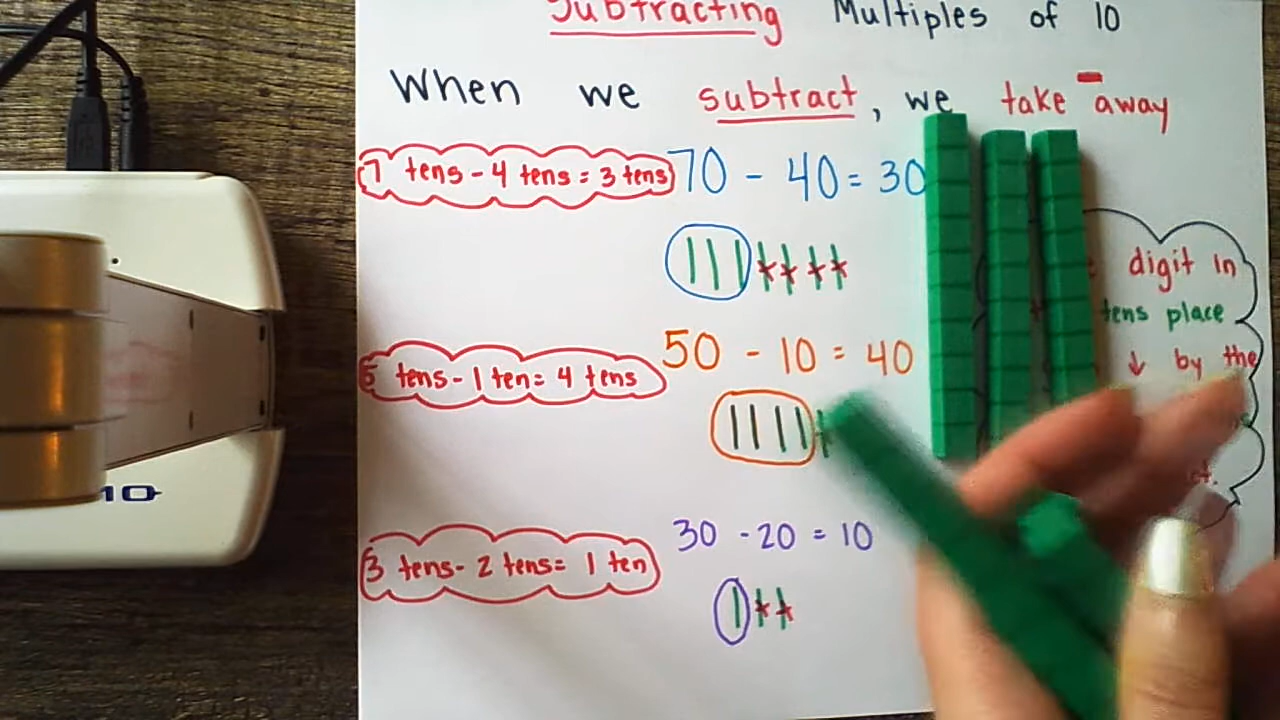 Subtracting Multiples of 10
When we subtract, we take away
7 tens - 4 tens = 3 tens
70 - 40 = 30
5 tens - 1 ten = 4 tens
50 - 10 = 40
3 tens - 2 tens = 1 ten
30 - 20 = 10
digit in
tens place
↓ by the
10